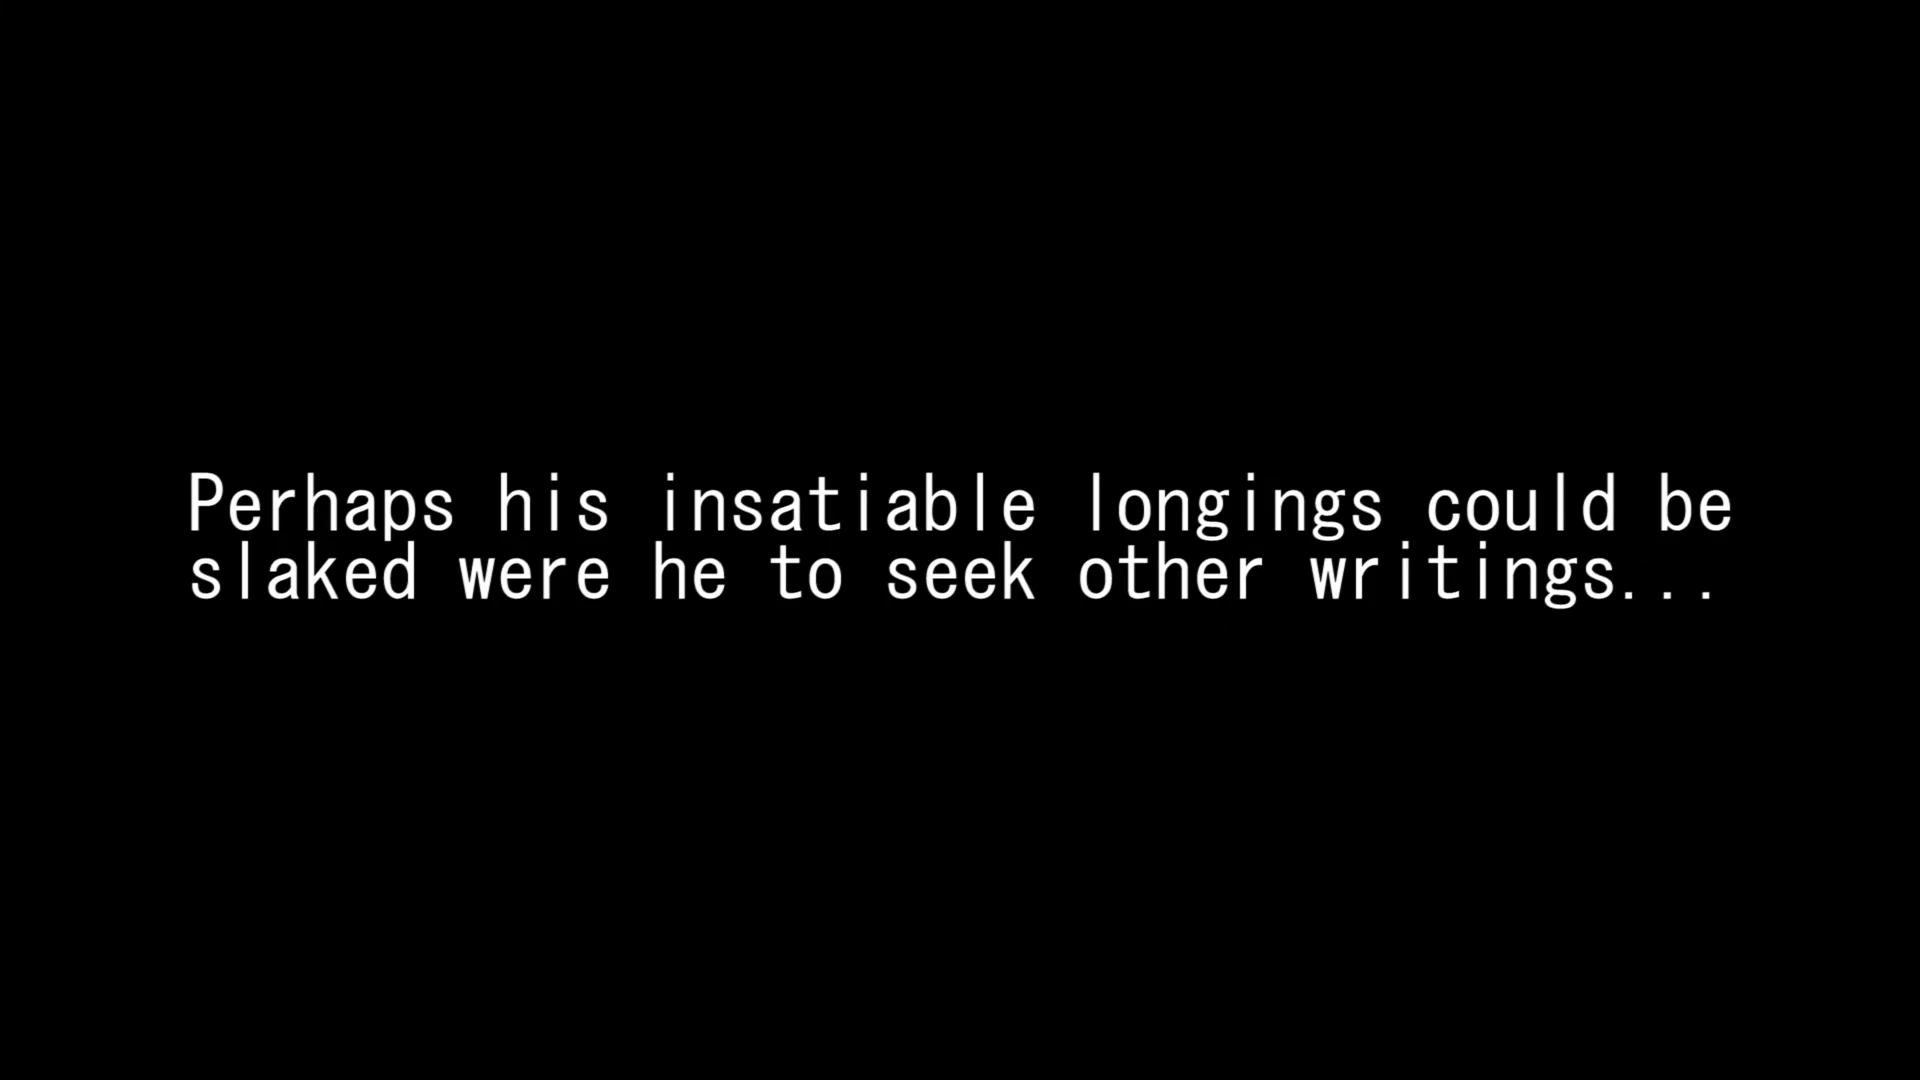 Perhaps his insatiable longings could be
slaked were he to seek other writings...